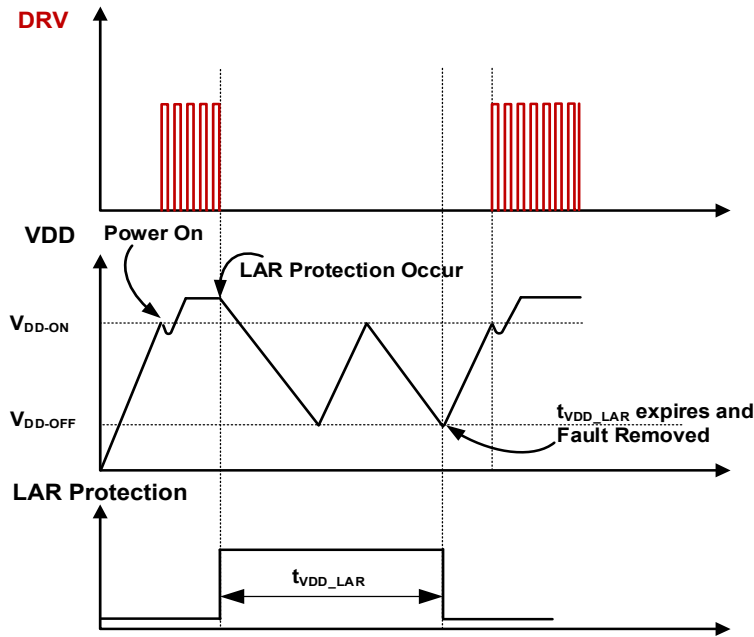 DRV
VDD
Power On
LAR Protection Occur
VDD-ON
VDD-OFF
tVDD_LAR expires and
Fault Removed
LAR Protection
tVDD_LAR